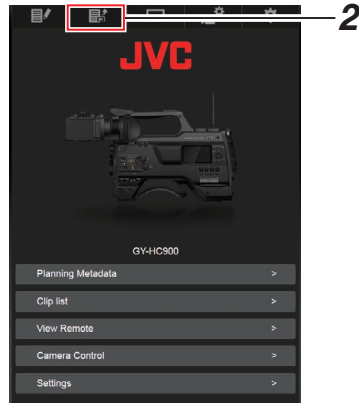 2
JVC
GY-HC900
Planning Metadata >
Clip list >
View Remote >
Camera Control >
Settings >